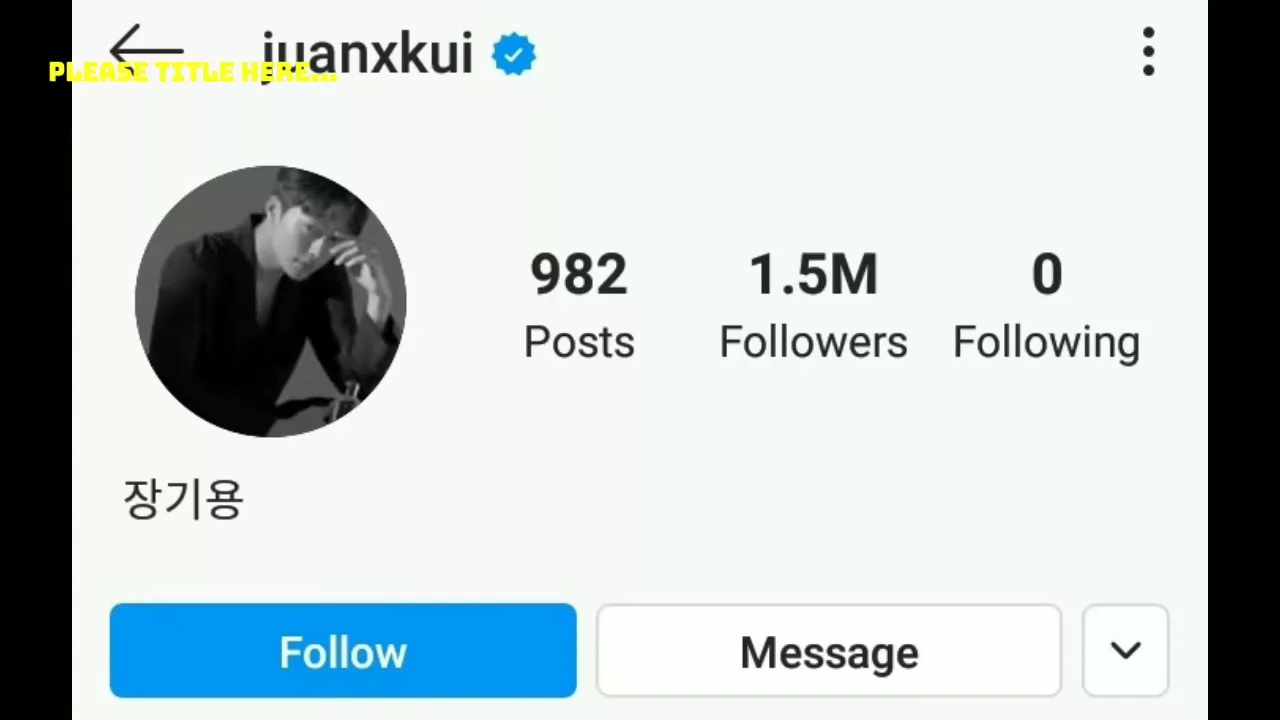 juanxkui
PLEASE TITLE HERE...
982 1.5M 0
Posts Followers Following
장기용
Follow Message